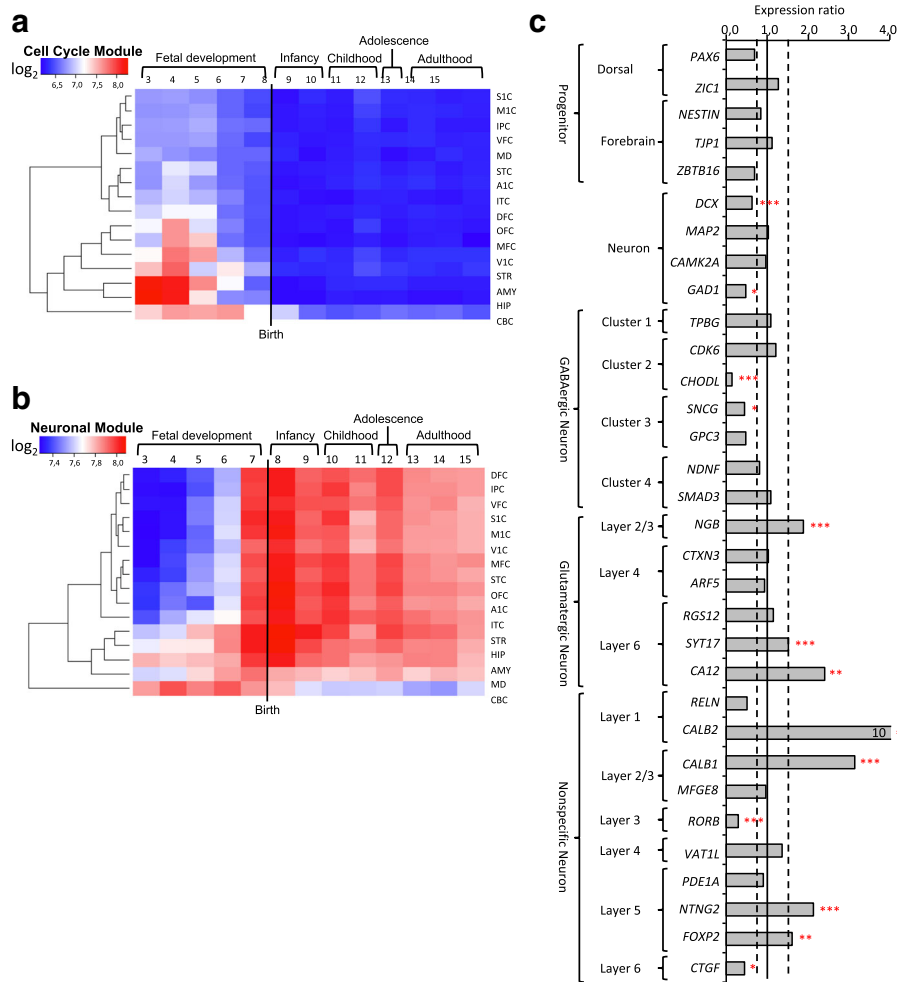 a
Cell Cycle Module
log2
6,5 7,5 8,2
Fetal development
Infancy
Childhood
Adolescence
Adulthood
3 4 5 6 7 8 9 10 11 12 13 14 15
S1C
M1C
IPC
VFC
MD
STC
A1C
ITC
DFC
OFC
MFC
V1C
STR
AMY
HIP
CBC
Birth
b
Neuronal Module
log2
7,4 7,8 8,0
Fetal development
Infancy
Childhood
Adolescence
Adulthood
3 4 5 6 7 8 9 10 11 12 13 14 15
DFC
IPC
VFC
S1C
M1C
V1C
MFC
STC
OFC
A1C
ITC
STR
HIP
AMY
MD
CBC
Birth
c
Expression ratio
0,0 1,0 2,0 3,0 4,0
Progenitor
Dorsal
PAX6
ZIC1
Forebrain
NESTIN
TJP1
ZBTB16
Neuron
DCX ***
MAP2
CAMK2A
GAD1 *
GABAergic Neuron
Cluster 1
TPBG
Cluster 2
CDK6
CHODL ***
Cluster 3
SNCG *
GPC3
Cluster 4
NDNF
SMAD3
Glutamatergic Neuron
Layer 2/3
NGB ***
Layer 4
CTXN3
ARF5
Layer 6
RGS12
SYT17 ***
CA12 **
Nonspecific Neuron
Layer 1
RELN
CALB2 10
Layer 2/3
CALB1 ***
MFGE8
Layer 3
RORB ***
Layer 4
VAT1L
Layer 5
PDE1A
NTNG2 ***
FOXP2 **
Layer 6
CTGF *